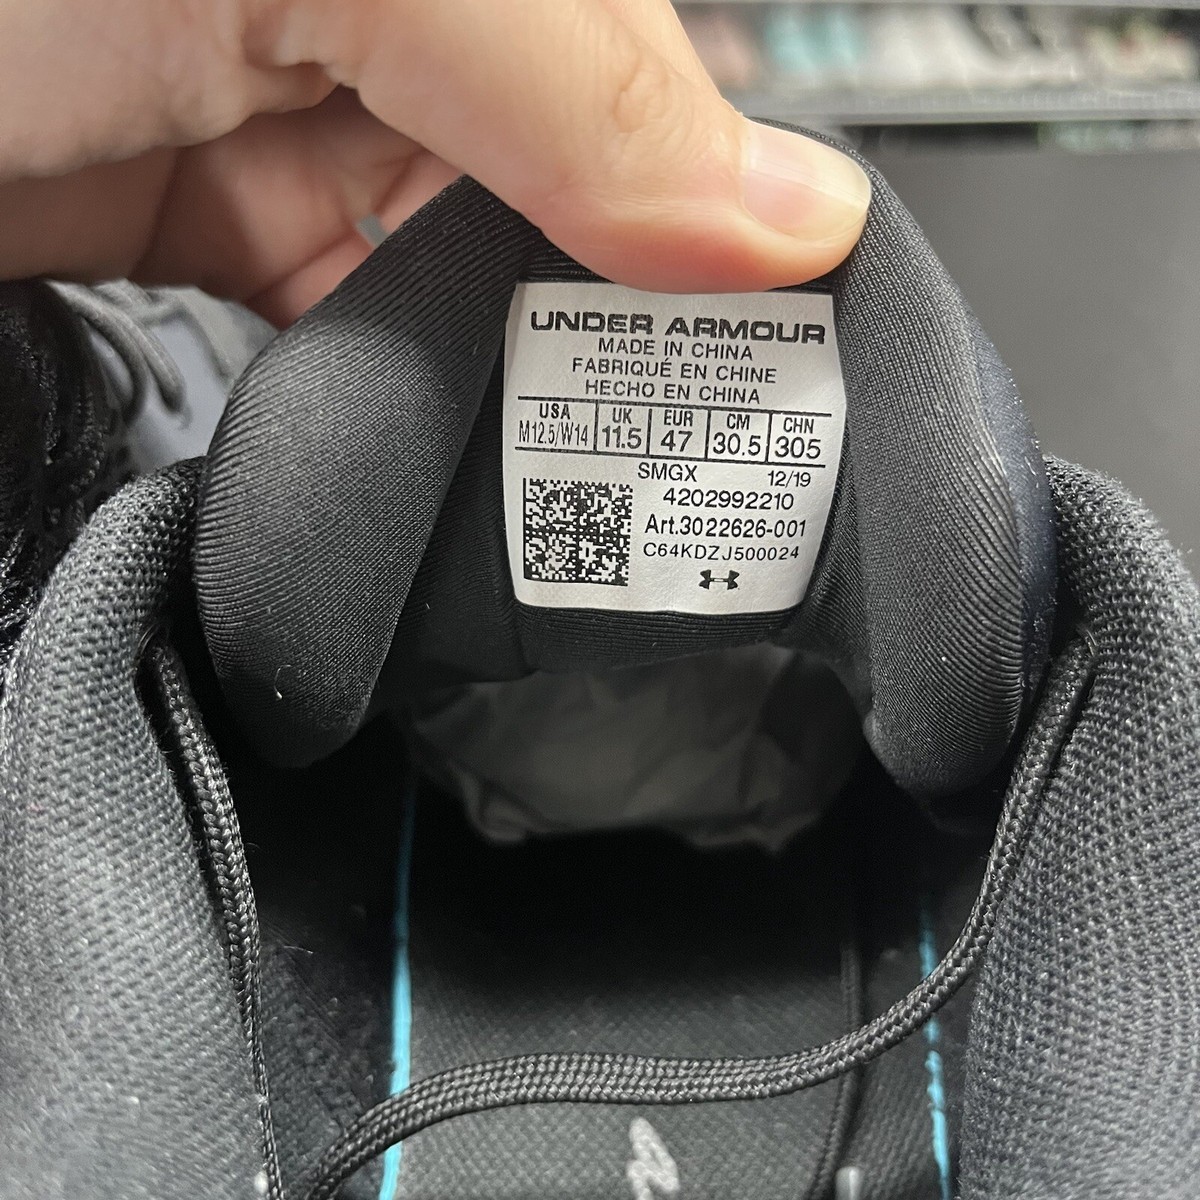 UNDER ARMOUR
MADE IN CHINA
FABRIQUÉ EN CHINE
HECHO EN CHINA
USA UK EUR CM CHN
M12.5/W14 11.5 47 30.5 305
SMGX 12/19
4202992210
Art.3022626-001
C64KDZJ500024